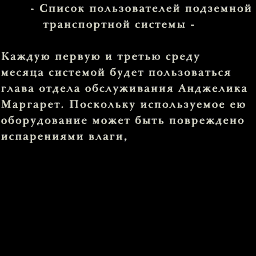 - Список пользователей подземной
транспортной системы -
Каждую первую и третью среду
месяца системой будет пользоваться
глава отдела обслуживания Анджелика
Маргарет. Поскольку используемое ею
оборудование может быть повреждено
испарениями влаги,